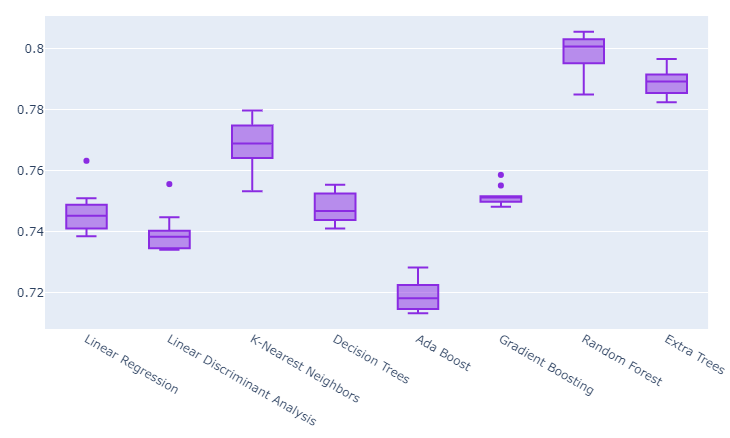 0.8
0.78
0.76
0.74
0.72
Linear Regression
Linear Discriminant Analysis
K-Nearest Neighbors
Decision Trees
Ada Boost
Gradient Boosting
Random Forest
Extra Trees